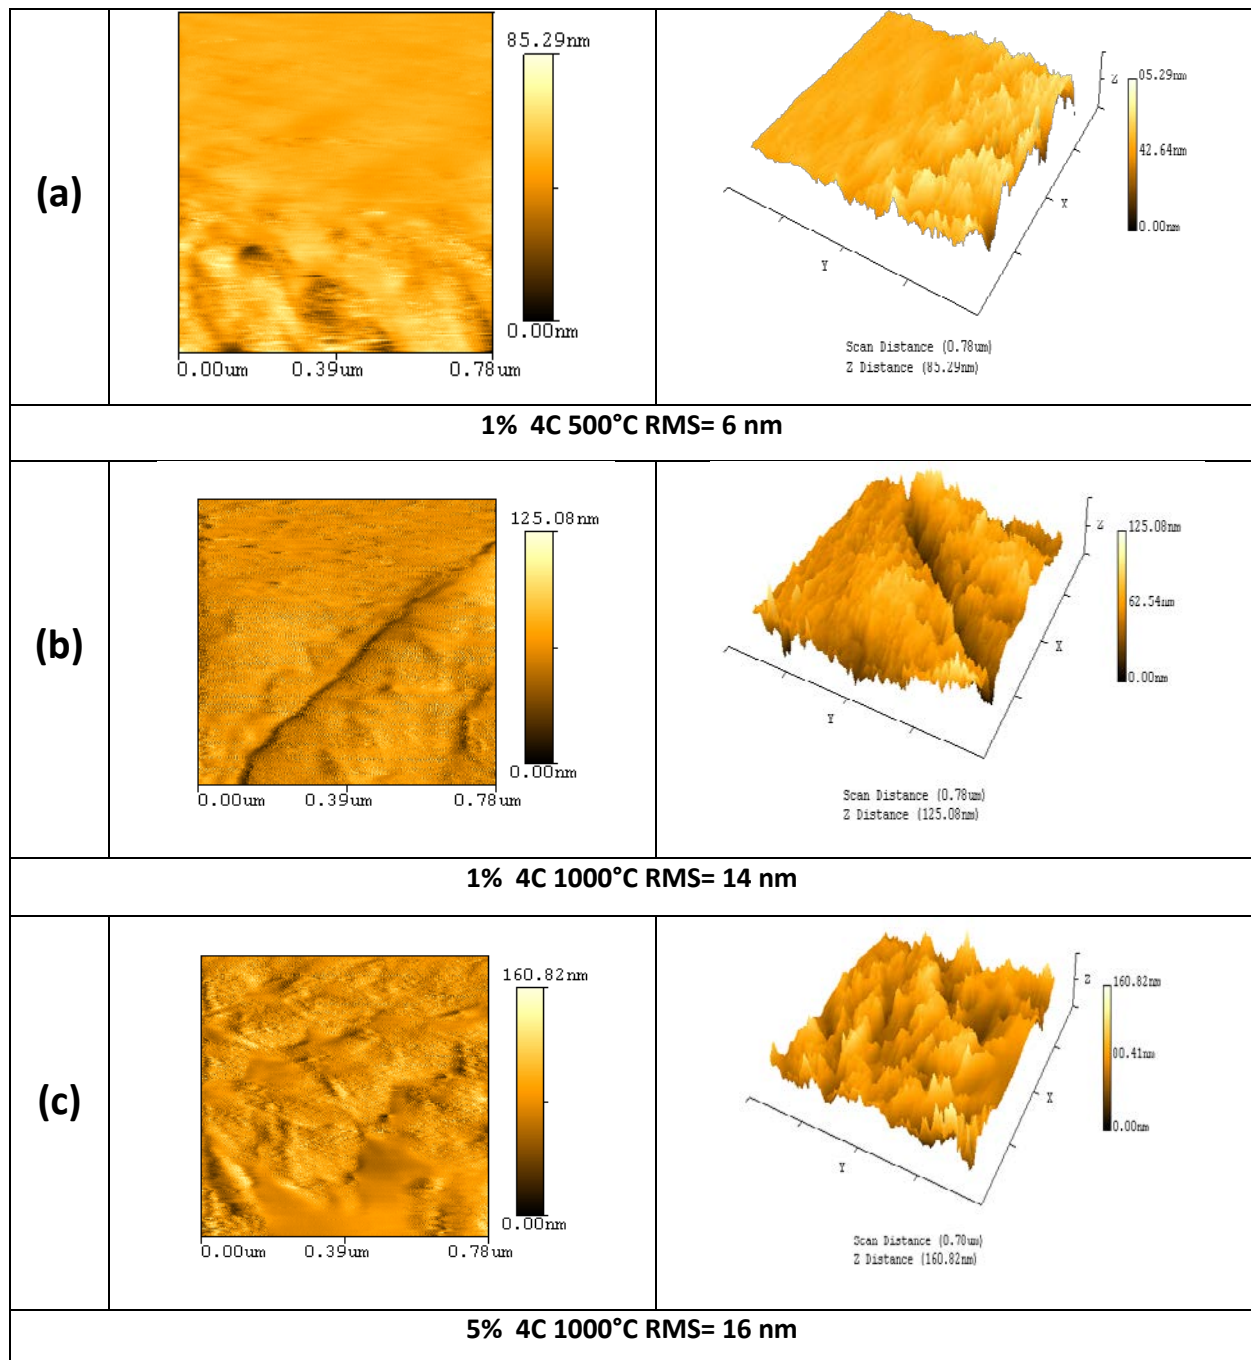 (a)
85.29nm
0.00nm
0.00um 0.39um 0.78um
Z
05.29nm
42.64nm
0.00nm
X
Y
Scan Distance (0.78um)
Z Distance (85.29nm)
1% 4C 500°C RMS= 6 nm
(b)
125.08nm
0.00nm
0.00um 0.39um 0.78um
Z
125.08nm
62.54nm
0.00nm
X
Y
Scan Distance (0.78um)
Z Distance (125.08nm)
1% 4C 1000°C RMS= 14 nm
(c)
160.82nm
0.00nm
0.00um 0.39um 0.78um
Z
160.82nm
00.41nm
0.00nm
X
Y
Scan Distance (0.70um)
Z Distance (160.82nm)
5% 4C 1000°C RMS= 16 nm